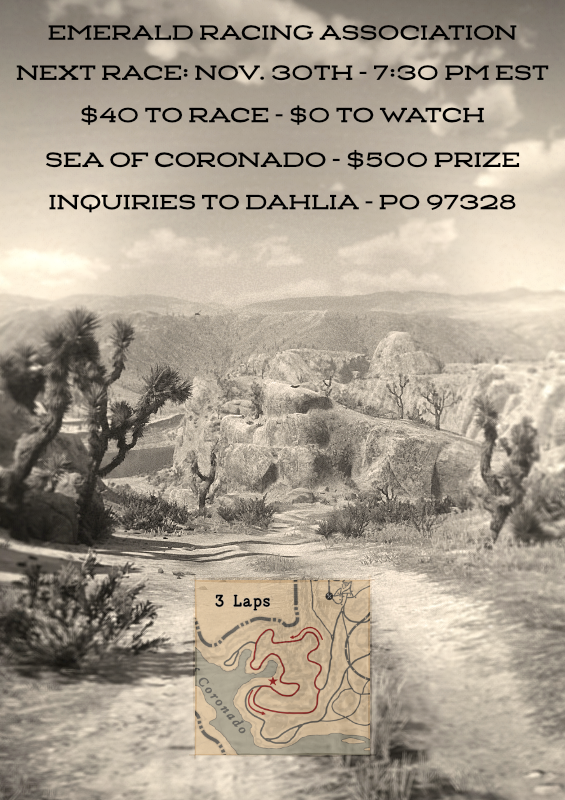 EMERALD RACING ASSOCIATION
NEXT RACE: NOV. 30TH - 7:30 PM EST
$40 TO RACE - $0 TO WATCH
SEA OF CORONADO - $500 PRIZE
INQUIRIES TO DAHLIA - PO 97328
3 Laps
Coronado